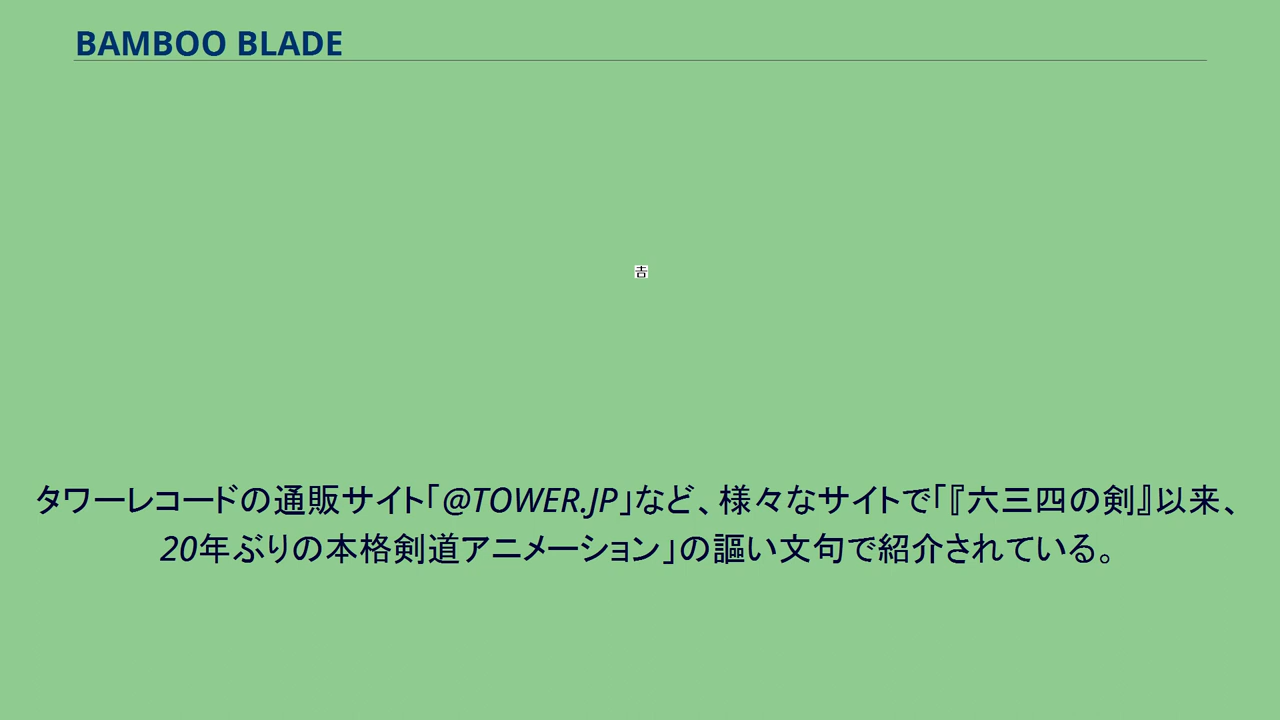 BAMBOO BLADE
𠮷
タワーレコードの通販サイト「@TOWER.JP」など、様々なサイトで「『六三四の剣』以来、
20年ぶりの本格剣道アニメーション」の謳い文句で紹介されている。